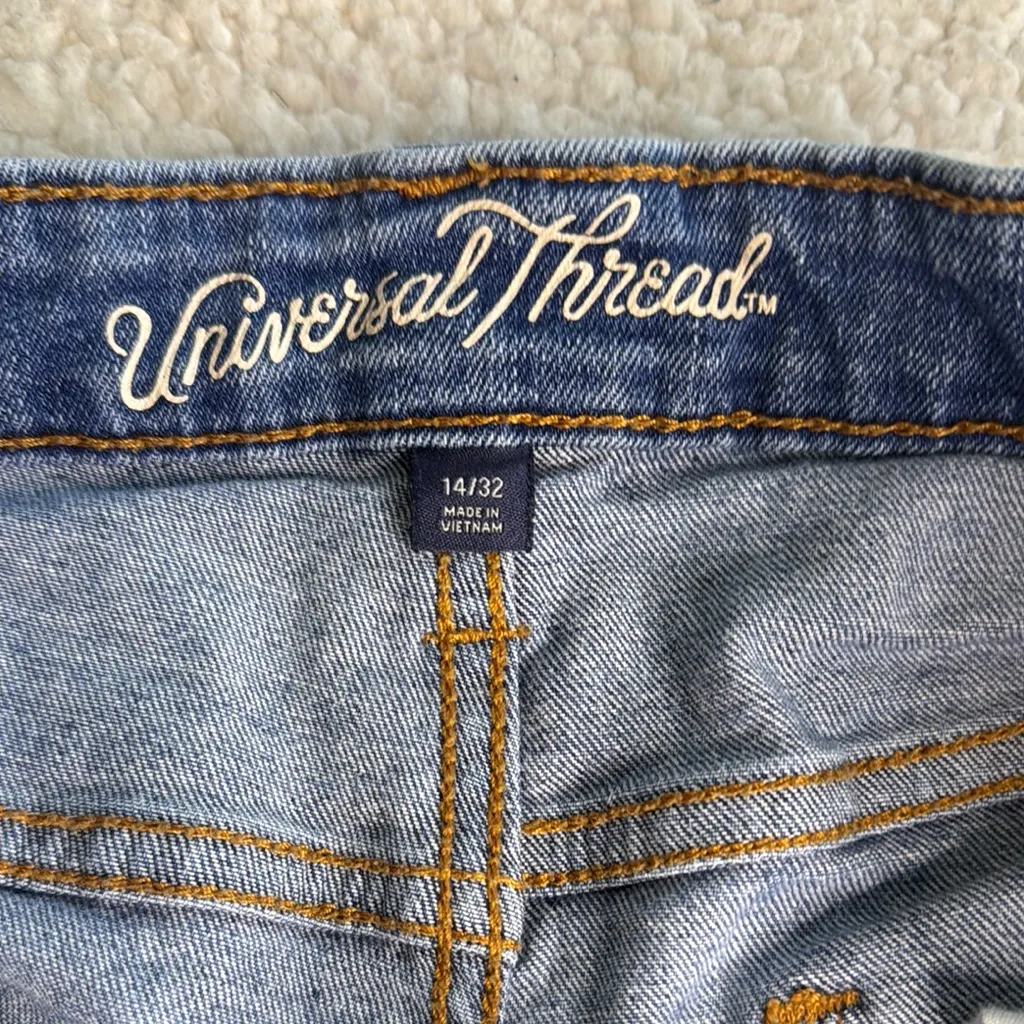 Universal Thread™
14/32
MADE IN
VIETNAM